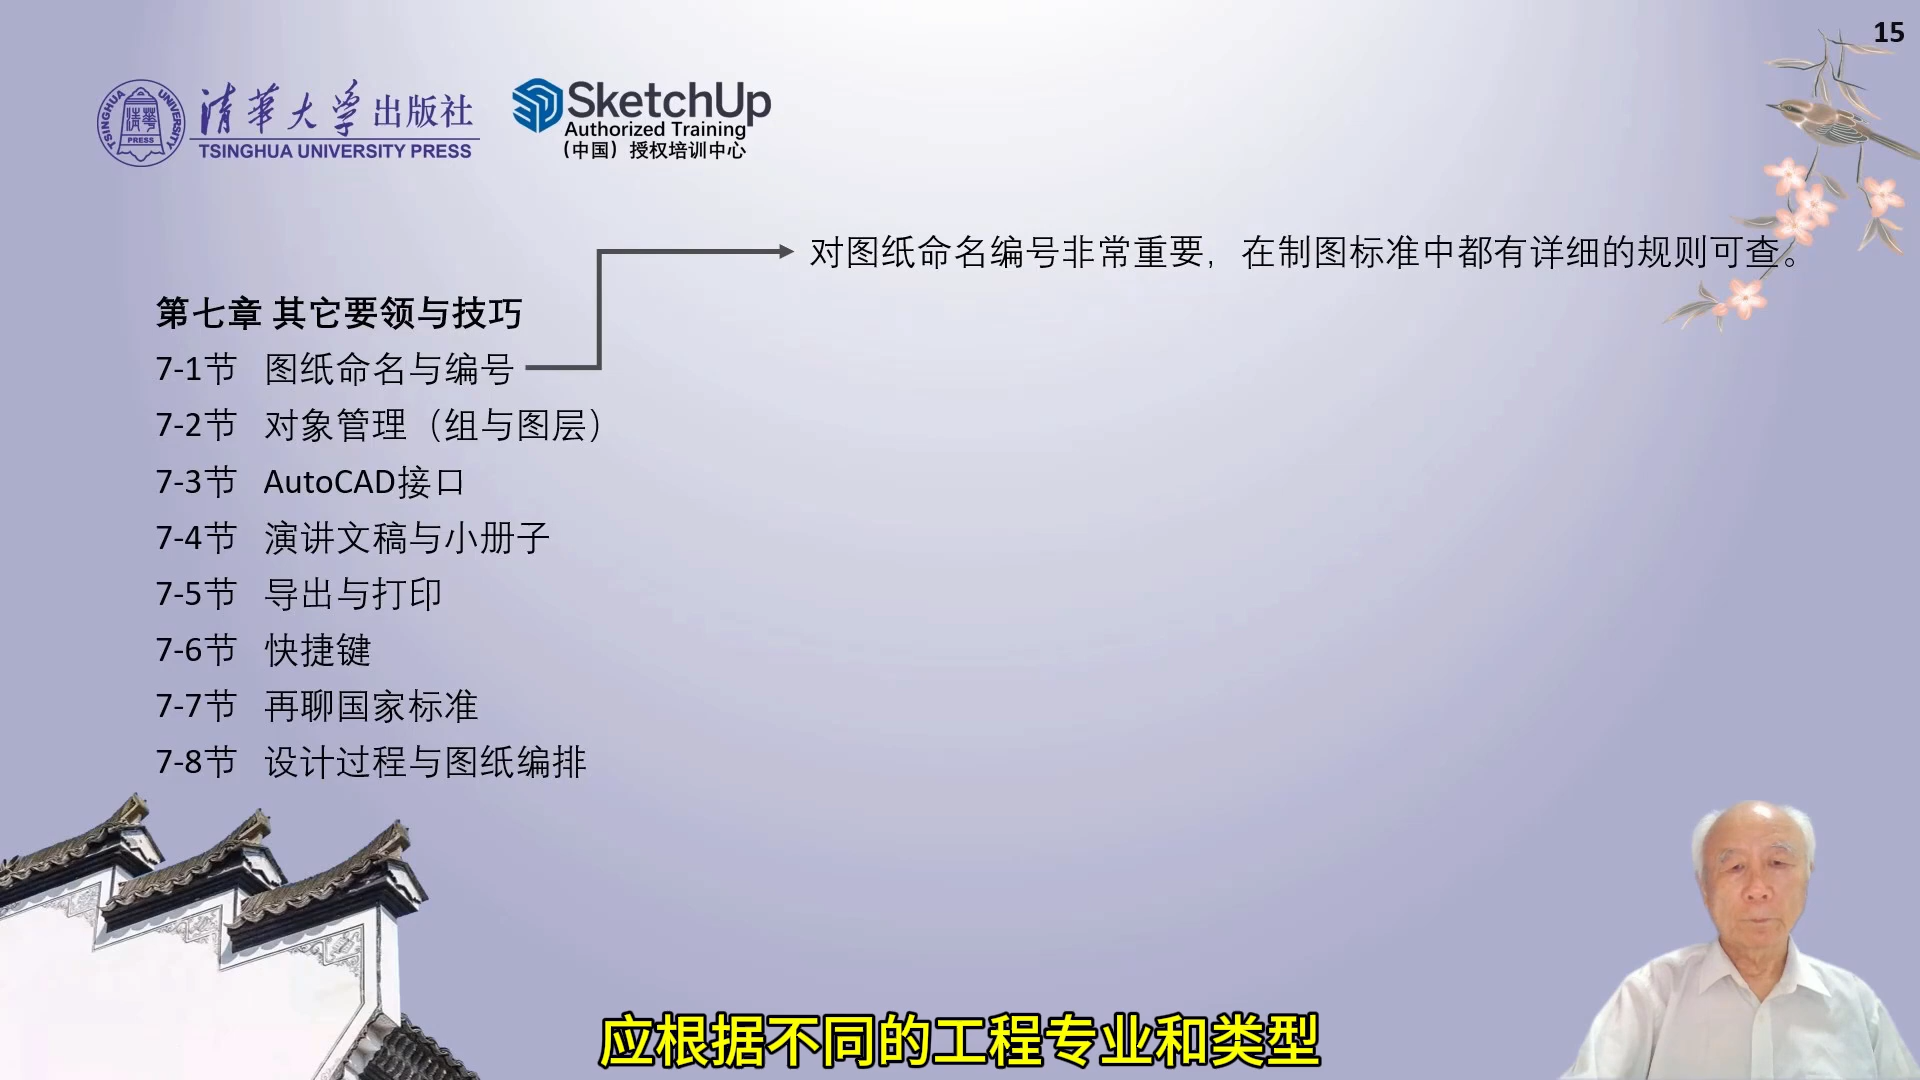 15
TSINGHUA UNIVERSITY
清華
PRESS
清華大学出版社
TSINGHUA UNIVERSITY PRESS
SketchUp
Authorized Training
（中国）授权培训中心
对图纸命名编号非常重要，在制图标准中都有详细的规则可查。
第七章 其它要领与技巧
7-1节 图纸命名与编号
7-2节 对象管理（组与图层）
7-3节 AutoCAD接口
7-4节 演讲文稿与小册子
7-5节 导出与打印
7-6节 快捷键
7-7节 再聊国家标准
7-8节 设计过程与图纸编排
应根据不同的工程专业和类型